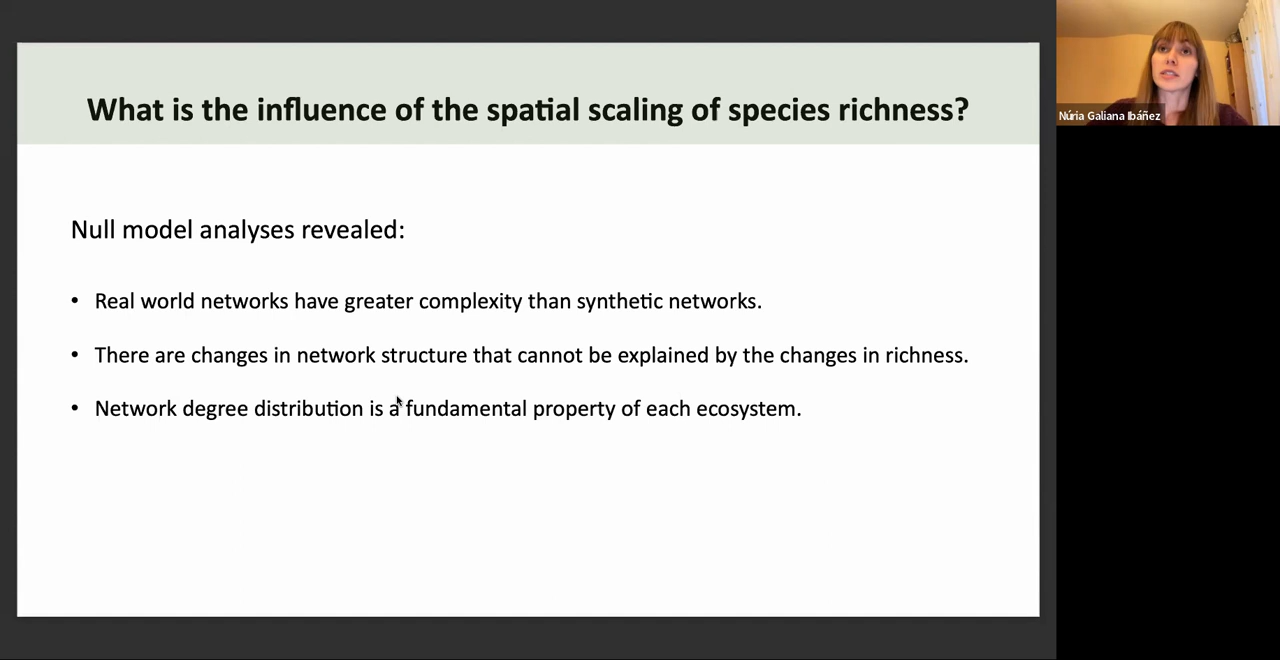 What is the influence of the spatial scaling of species richness?
Núria Galiana Ibáñez
Null model analyses revealed:
• Real world networks have greater complexity than synthetic networks.
• There are changes in network structure that cannot be explained by the changes in richness.
• Network degree distribution is a fundamental property of each ecosystem.